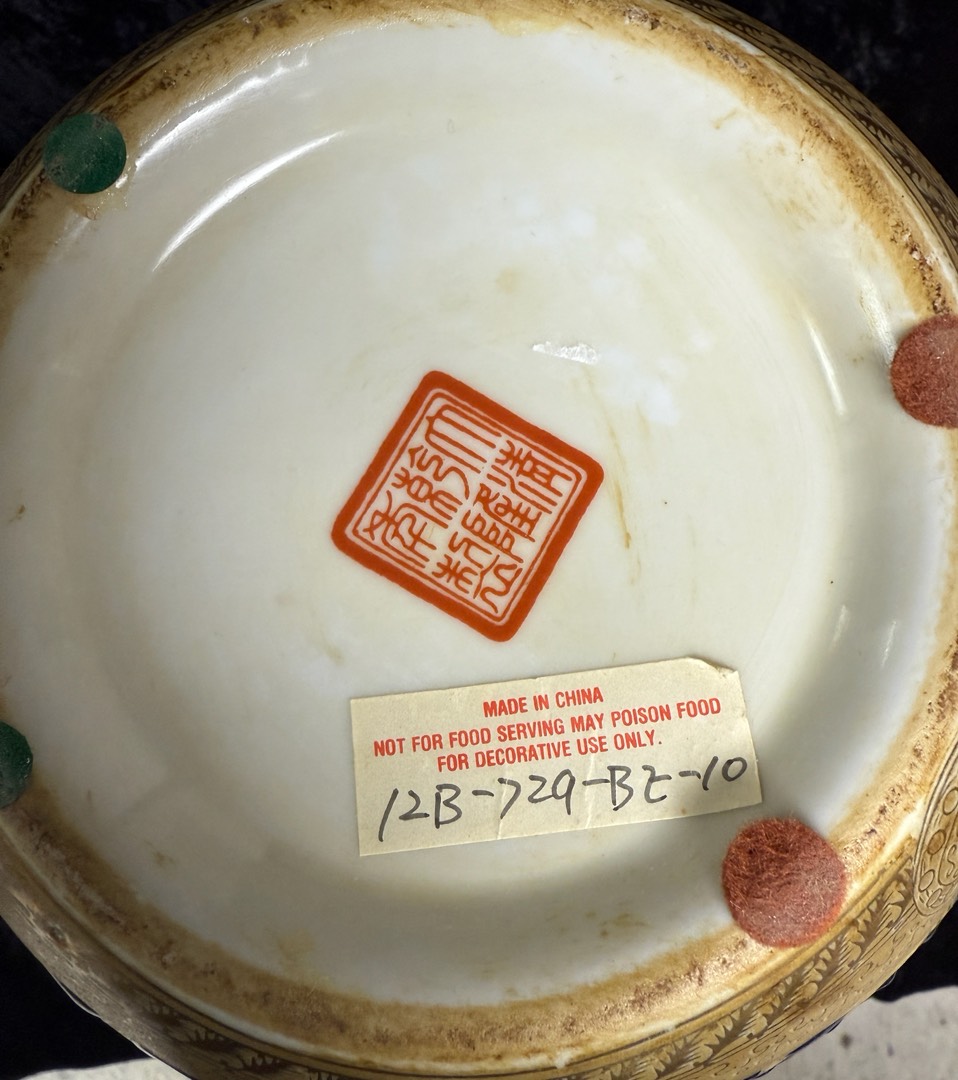 MADE IN CHINA
NOT FOR FOOD SERVING MAY POISON FOOD
FOR DECORATIVE USE ONLY.
12B-729-BZ-10